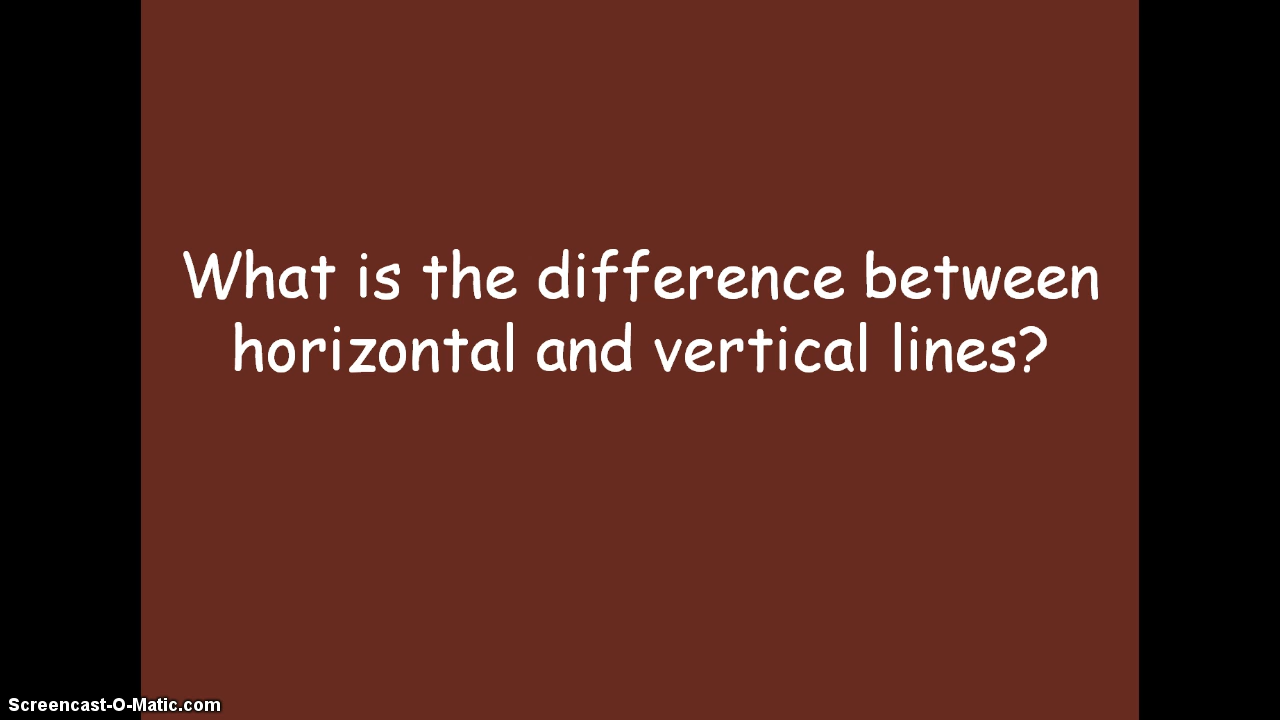 What is the difference between
horizontal and vertical lines?
Screencast-O-Matic.com